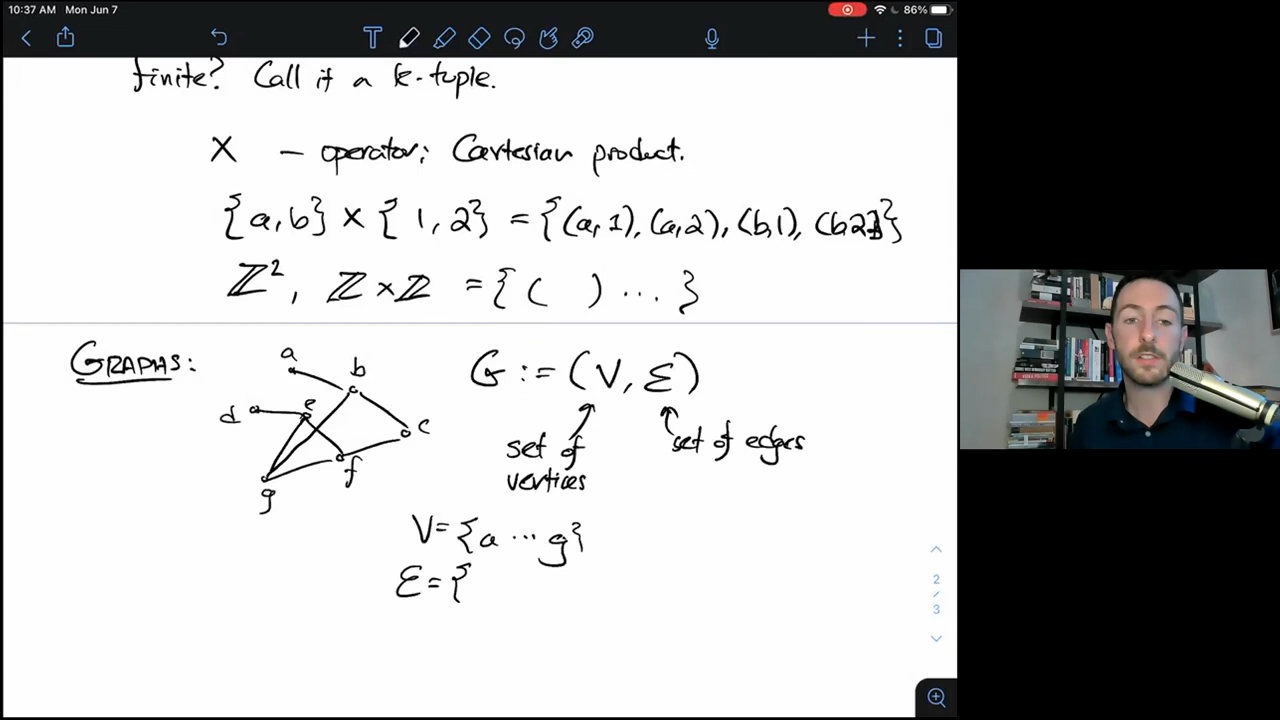 10:37 AM Mon Jun 7
86%
finite? Call it a k-tuple.
X – operator; Cartesian product.
{a,b} × {1,2} = {(a,1), (a,2), (b,1), (b,2)}
ℤ², ℤ×ℤ = {( ) ... }
GRAPHS:
a
b
c
d
e
f
g
G := (V, E)
set of vertices
set of edges
V = {a ... g}
E = {
2
/
3